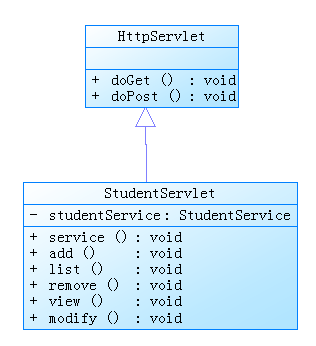 HttpServlet
+ doGet () : void
+ doPost () : void
StudentServlet
- studentService : StudentService
+ service () : void
+ add () : void
+ list () : void
+ remove () : void
+ view () : void
+ modify () : void